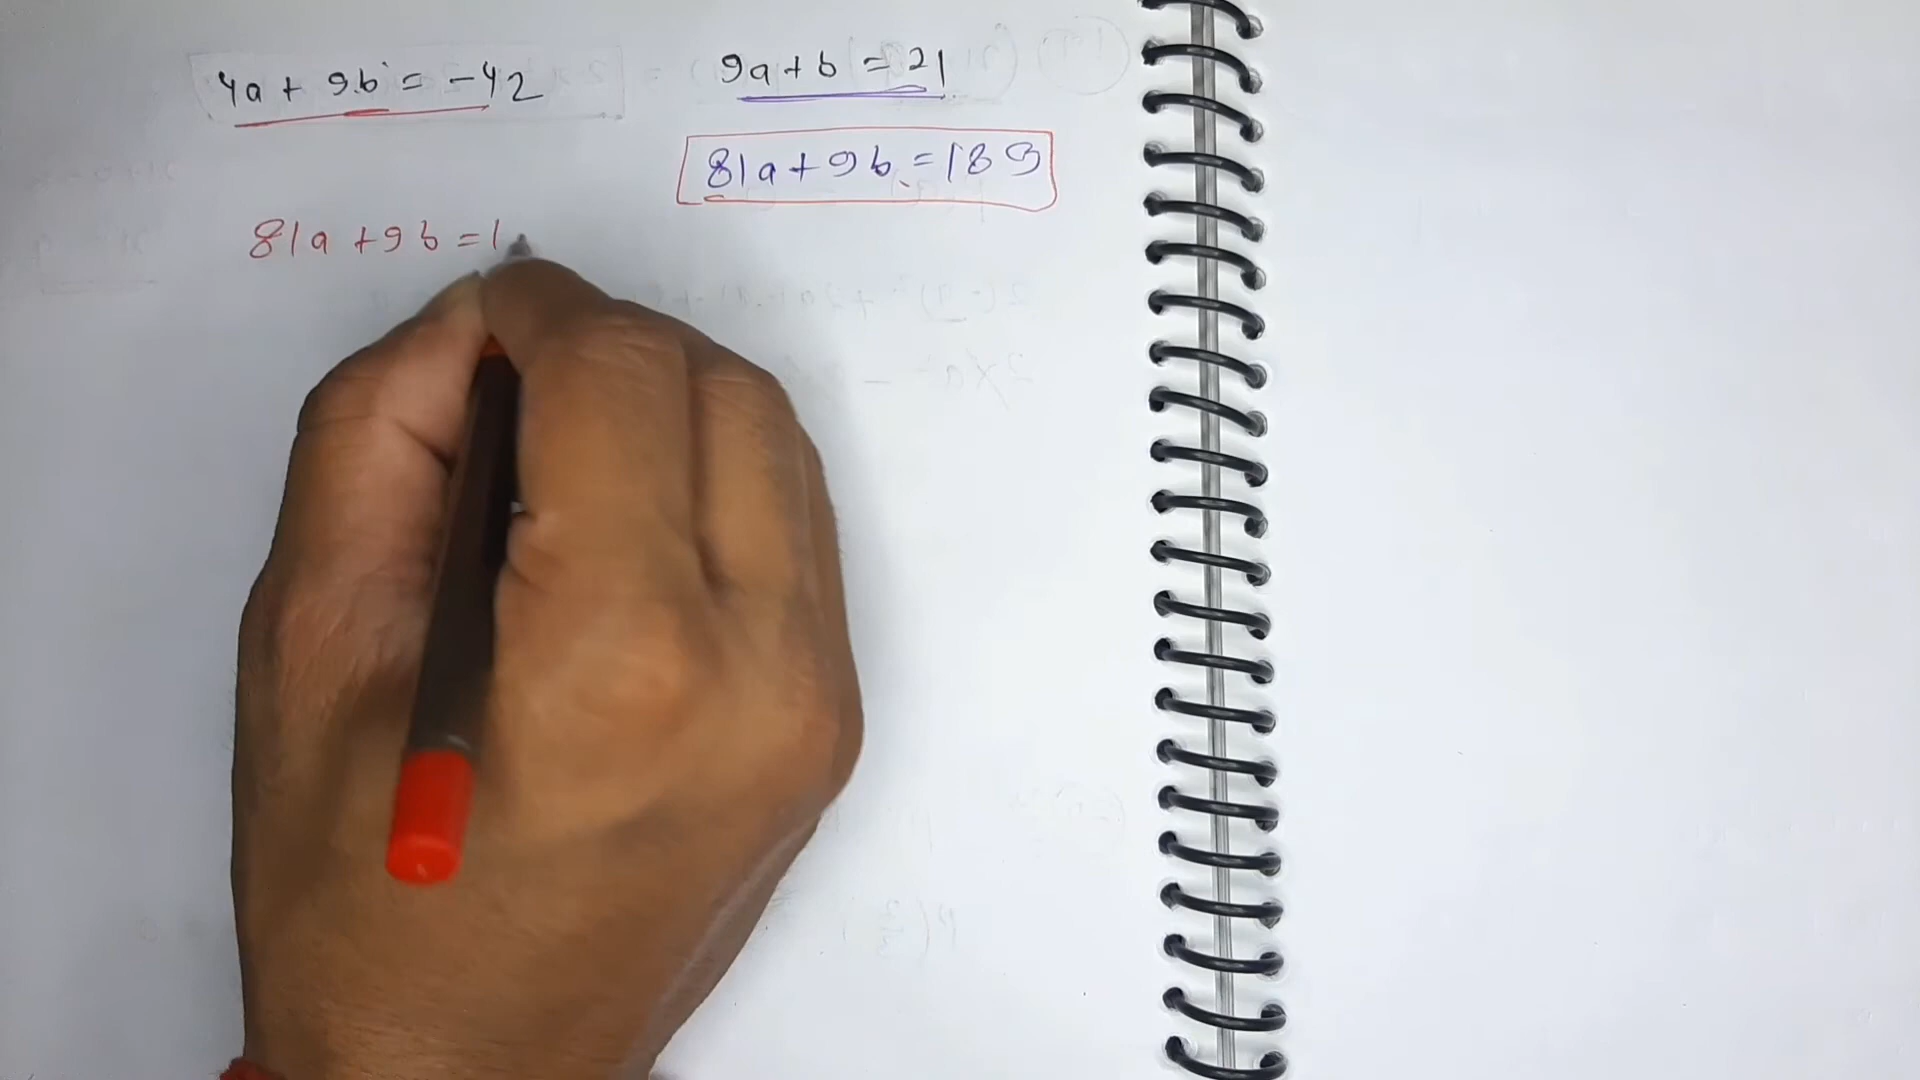 4a + 9b = -42
9a + b = 21
81a + 9b = 189
81a + 9b = 1